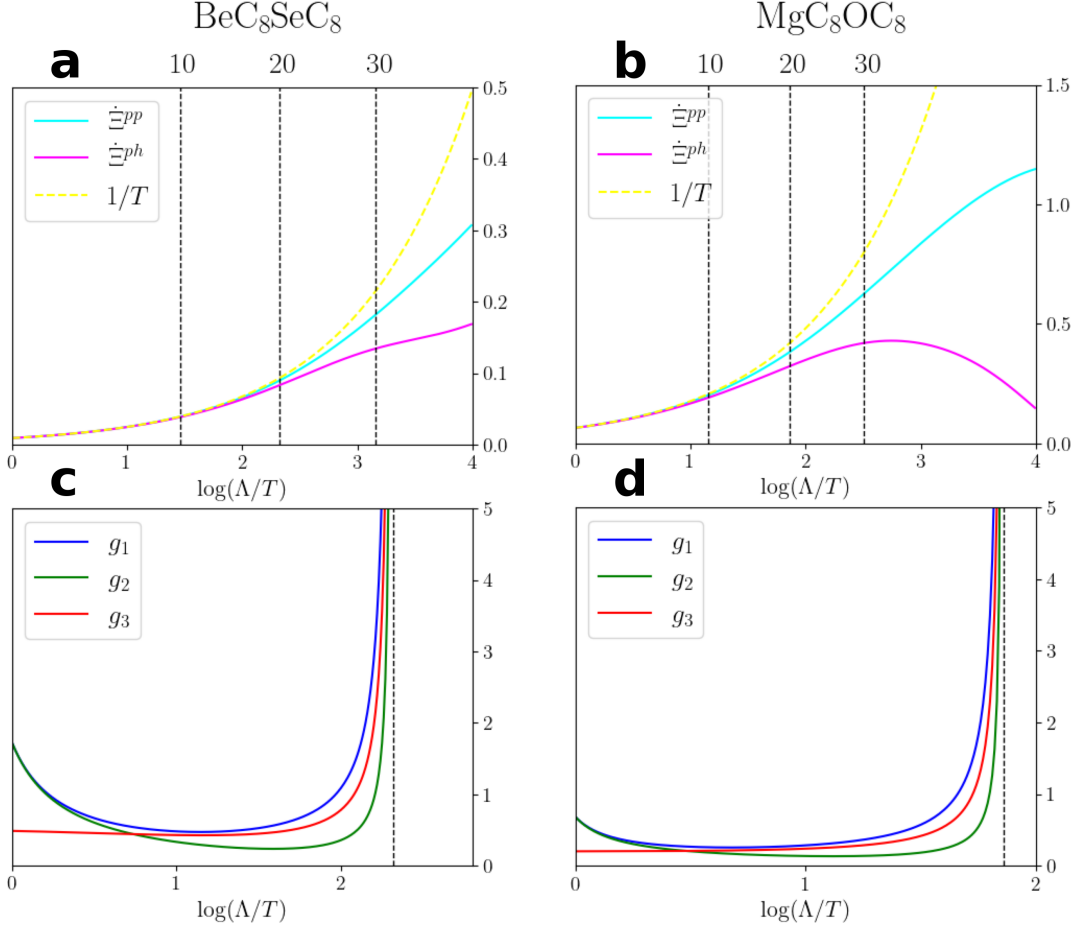 BeC₈SeC₈
MgC₈OC₈
a
10 20 30
b
10 20 30
Ξ̇ᵖᵖ
Ξ̇ᵖʰ
1/T
0.5
0.4
0.3
0.2
0.1
0.0
0 1 2 3 4
log(Λ/T)
Ξ̇ᵖᵖ
Ξ̇ᵖʰ
1/T
1.5
1.0
0.5
0.0
0 1 2 3 4
log(Λ/T)
c
g₁
g₂
g₃
5
4
3
2
1
0
0 1 2
log(Λ/T)
d
g₁
g₂
g₃
5
4
3
2
1
0
0 1 2
log(Λ/T)